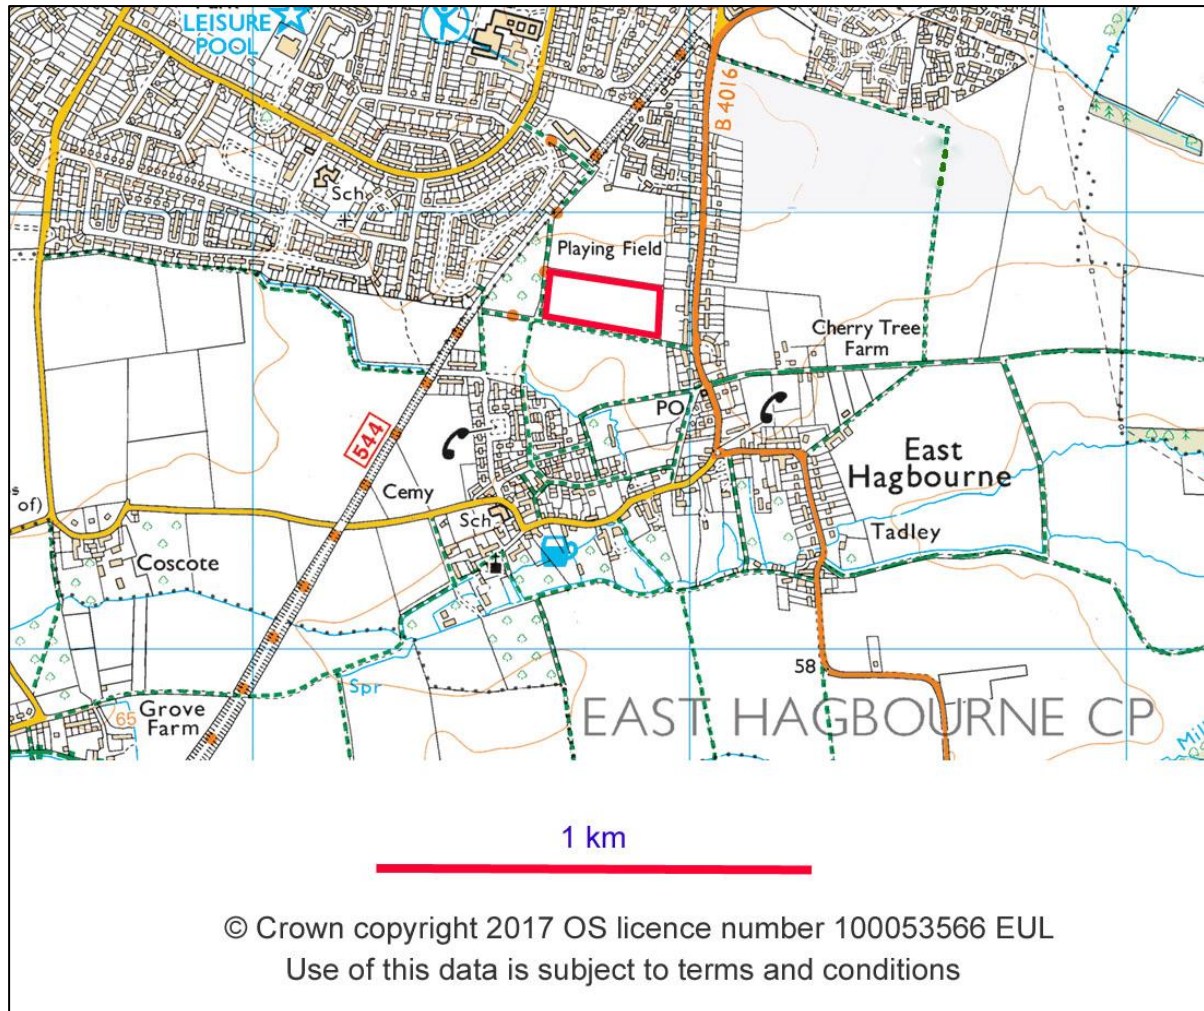 LEISURE
POOL
B 4016
Sch
Playing Field
Cherry Tree
Farm
PO
544
East
Hagbourne
of)
Cemy
Sch
Tadley
Coscote
58
Spr
65
Grove
Farm
EAST HAGBOURNE CP
1 km
© Crown copyright 2017 OS licence number 100053566 EUL
Use of this data is subject to terms and conditions